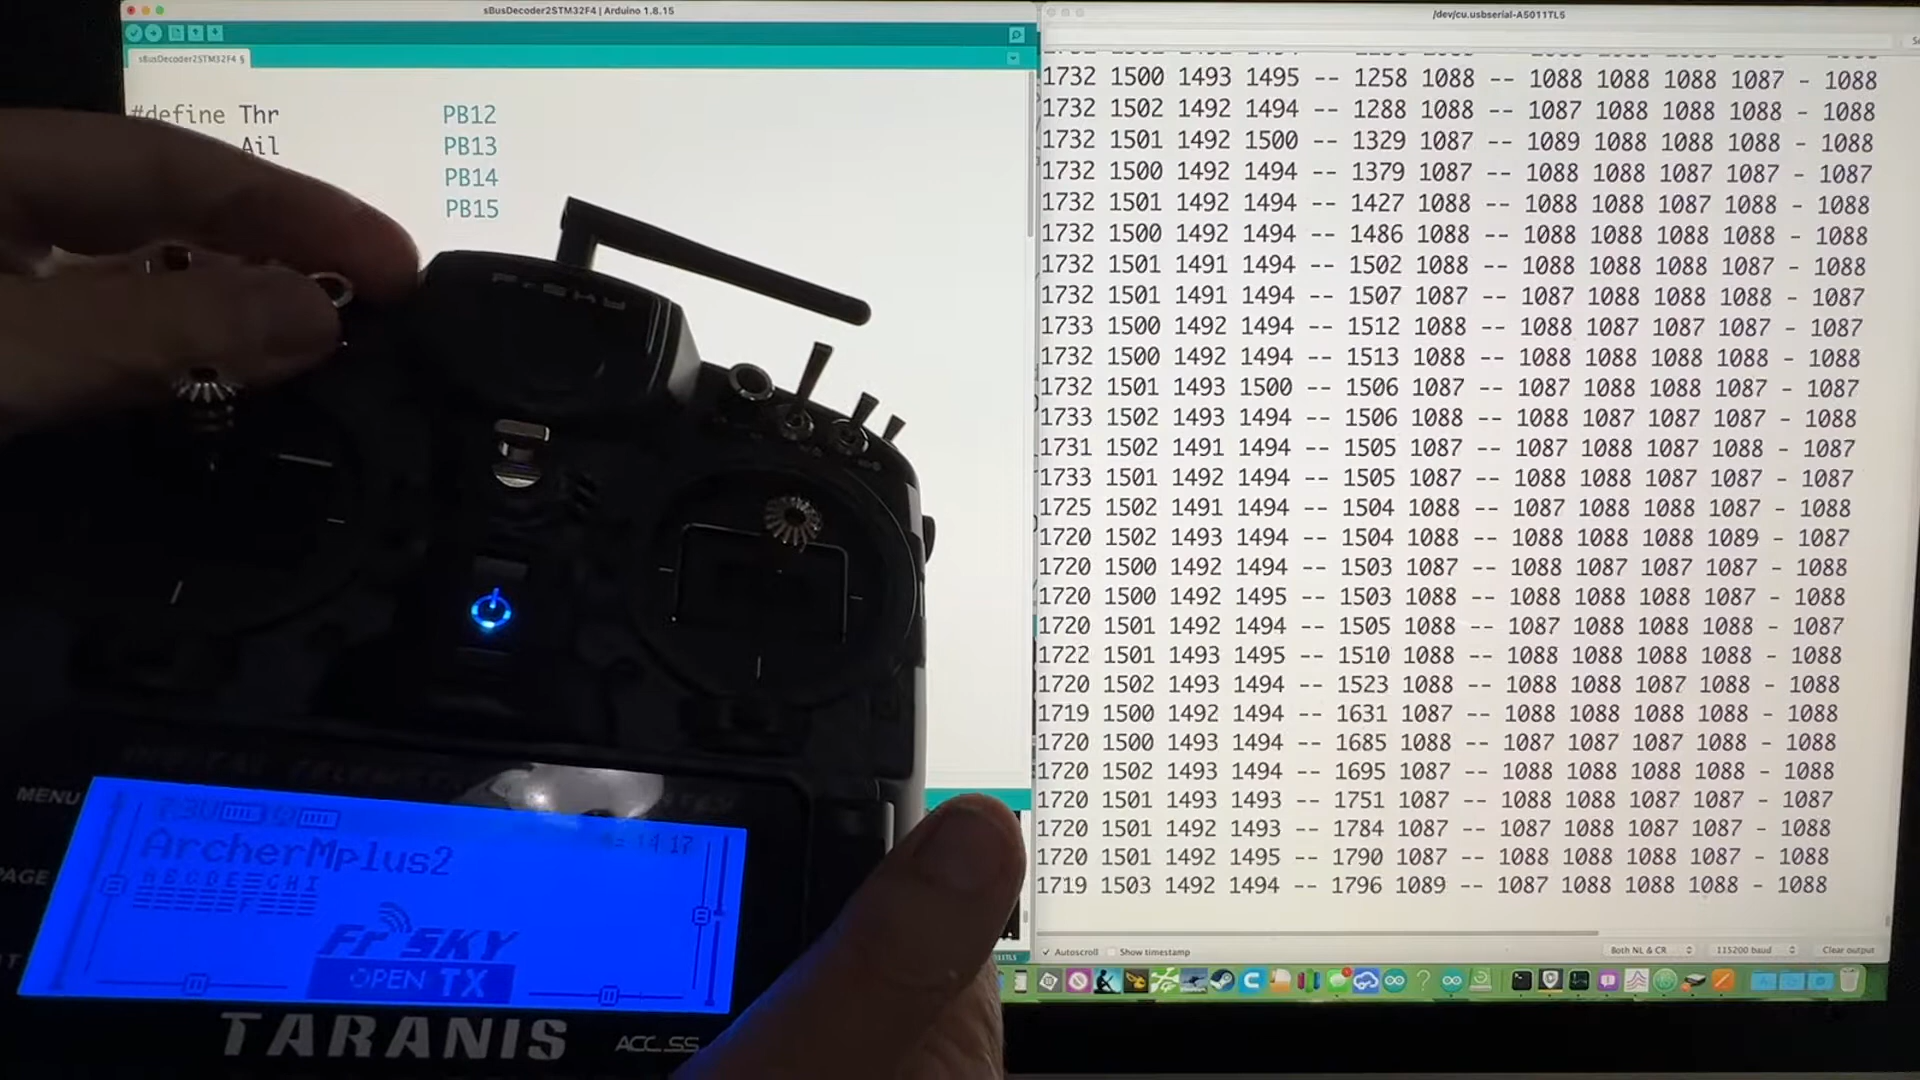 sBusDecoder2STM32F4 | Arduino 1.8.15
sBusDecoder2STM32F4 §
#define Thr PB12
Ail PB13
PB14
PB15
FrSKY
MENU
PAGE
14:17
ArcherMplus2
FrSKY
OPEN TX
TARANIS
ACCESS
/dev/cu.usbserial-A5011TL5
1732 1500 1493 1495 -- 1258 1088 -- 1088 1088 1088 1087 - 1088
1732 1502 1492 1494 -- 1288 1088 -- 1087 1088 1088 1088 - 1088
1732 1501 1492 1500 -- 1329 1087 -- 1089 1088 1088 1088 - 1088
1732 1500 1492 1494 -- 1379 1087 -- 1088 1088 1087 1087 - 1087
1732 1501 1492 1494 -- 1427 1088 -- 1088 1088 1087 1088 - 1088
1732 1500 1492 1494 -- 1486 1088 -- 1088 1088 1088 1088 - 1088
1732 1501 1491 1494 -- 1502 1088 -- 1088 1088 1088 1087 - 1088
1732 1501 1491 1494 -- 1507 1087 -- 1087 1088 1088 1088 - 1087
1733 1500 1492 1494 -- 1512 1088 -- 1088 1087 1087 1087 - 1087
1732 1500 1492 1494 -- 1513 1088 -- 1088 1088 1088 1088 - 1088
1732 1501 1493 1500 -- 1506 1087 -- 1087 1088 1088 1087 - 1087
1733 1502 1493 1494 -- 1506 1088 -- 1088 1087 1087 1087 - 1088
1731 1502 1491 1494 -- 1505 1087 -- 1087 1088 1087 1088 - 1088
1733 1501 1492 1494 -- 1505 1087 -- 1088 1088 1087 1087 - 1088
1725 1502 1491 1494 -- 1504 1088 -- 1087 1088 1088 1087 - 1088
1720 1502 1493 1494 -- 1504 1088 -- 1088 1088 1088 1089 - 1087
1720 1500 1492 1494 -- 1503 1087 -- 1088 1087 1087 1087 - 1088
1720 1500 1492 1495 -- 1503 1088 -- 1088 1088 1088 1087 - 1088
1720 1501 1492 1494 -- 1505 1088 -- 1087 1088 1088 1088 - 1087
1722 1501 1493 1495 -- 1510 1088 -- 1088 1088 1088 1088 - 1088
1720 1502 1493 1494 -- 1523 1088 -- 1088 1088 1087 1088 - 1088
1719 1500 1492 1494 -- 1631 1087 -- 1088 1088 1088 1088 - 1088
1720 1500 1493 1494 -- 1685 1088 -- 1087 1087 1087 1088 - 1088
1720 1502 1493 1494 -- 1695 1087 -- 1088 1088 1088 1088 - 1088
1720 1501 1493 1493 -- 1751 1087 -- 1088 1088 1087 1087 - 1087
1720 1501 1492 1493 -- 1784 1087 -- 1087 1088 1087 1087 - 1088
1720 1501 1492 1495 -- 1790 1087 -- 1088 1088 1088 1087 - 1088
1719 1503 1492 1494 -- 1796 1089 -- 1087 1088 1088 1088 - 1088
Autoscroll Show timestamp Both NL & CR 115200 baud Clear output